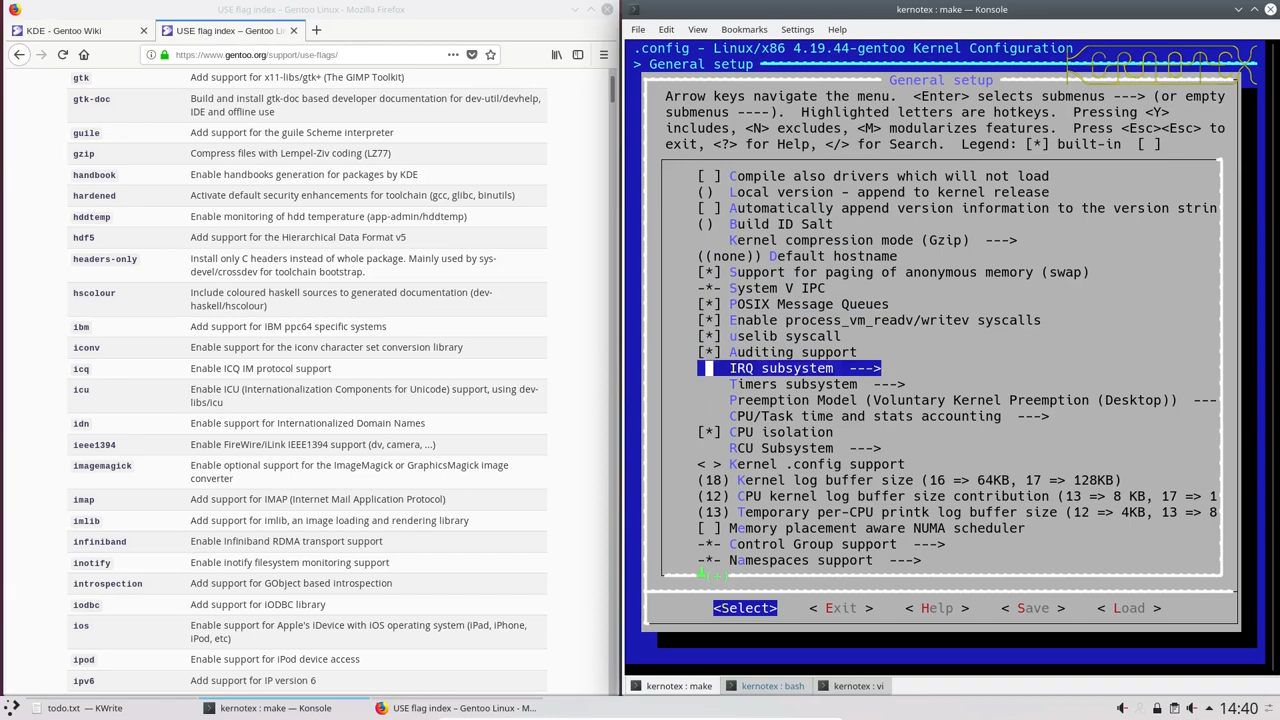 USE flag index – Gentoo Linux - Mozilla Firefox
KDE - Gentoo Wiki
USE flag index – Gentoo Lin
https://www.gentoo.org/support/use-flags/
gtk Add support for x11-libs/gtk+ (The GIMP Toolkit)
gtk-doc Build and install gtk-doc based developer documentation for dev-util/devhelp,
IDE and offline use
guile Add support for the guile Scheme interpreter
gzip Compress files with Lempel-Ziv coding (LZ77)
handbook Enable handbooks generation for packages by KDE
hardened Activate default security enhancements for toolchain (gcc, glibc, binutils)
hddtemp Enable monitoring of hdd temperature (app-admin/hddtemp)
hdf5 Add support for the Hierarchical Data Format v5
headers-only Install only C headers instead of whole package. Mainly used by sys-
devel/crossdev for toolchain bootstrap.
hscolour Include coloured haskell sources to generated documentation (dev-
haskell/hscolour)
ibm Add support for IBM ppc64 specific systems
iconv Enable support for the iconv character set conversion library
icq Enable ICQ IM protocol support
icu Enable ICU (Internationalization Components for Unicode) support, using dev-
libs/icu
idn Enable support for Internationalized Domain Names
ieee1394 Enable FireWire/iLink IEEE1394 support (dv, camera, ...)
imagemagick Enable optional support for the ImageMagick or GraphicsMagick image
converter
imap Add support for IMAP (Internet Mail Application Protocol)
imlib Add support for imlib, an image loading and rendering library
infiniband Enable Infiniband RDMA transport support
inotify Enable inotify filesystem monitoring support
introspection Add support for GObject based introspection
iodbc Add support for iODBC library
ios Enable support for Apple's iDevice with iOS operating system (iPad, iPhone,
iPod, etc)
ipod Enable support for iPod device access
ipv6 Add support for IP version 6
kernotex : make — Konsole
File Edit View Bookmarks Settings Help
.config - Linux/x86 4.19.44-gentoo Kernel Configuration
> General setup
KERNOTEX
General setup
Arrow keys navigate the menu. <Enter> selects submenus ---> (or empty
submenus ----). Highlighted letters are hotkeys. Pressing <Y>
includes, <N> excludes, <M> modularizes features. Press <Esc><Esc> to
exit, <?> for Help, </> for Search. Legend: [*] built-in [ ]
[ ] Compile also drivers which will not load
() Local version - append to kernel release
[ ] Automatically append version information to the version strin
() Build ID Salt
Kernel compression mode (Gzip) --->
((none)) Default hostname
[*] Support for paging of anonymous memory (swap)
-*- System V IPC
[*] POSIX Message Queues
[*] Enable process_vm_readv/writev syscalls
[*] uselib syscall
[*] Auditing support
IRQ subsystem --->
Timers subsystem --->
Preemption Model (Voluntary Kernel Preemption (Desktop)) ---
CPU/Task time and stats accounting --->
[*] CPU isolation
RCU Subsystem --->
< > Kernel .config support
(18) Kernel log buffer size (16 => 64KB, 17 => 128KB)
(12) CPU kernel log buffer size contribution (13 => 8 KB, 17 => 1
(13) Temporary per-CPU printk log buffer size (12 => 4KB, 13 => 8
[ ] Memory placement aware NUMA scheduler
-*- Control Group support --->
-*- Namespaces support --->
<Select> < Exit > < Help > < Save > < Load >
kernotex : make
kernotex : bash
kernotex : vi
todo.txt — KWrite
kernotex : make — Konsole
USE flag index – Gentoo Linux - M...
14:40